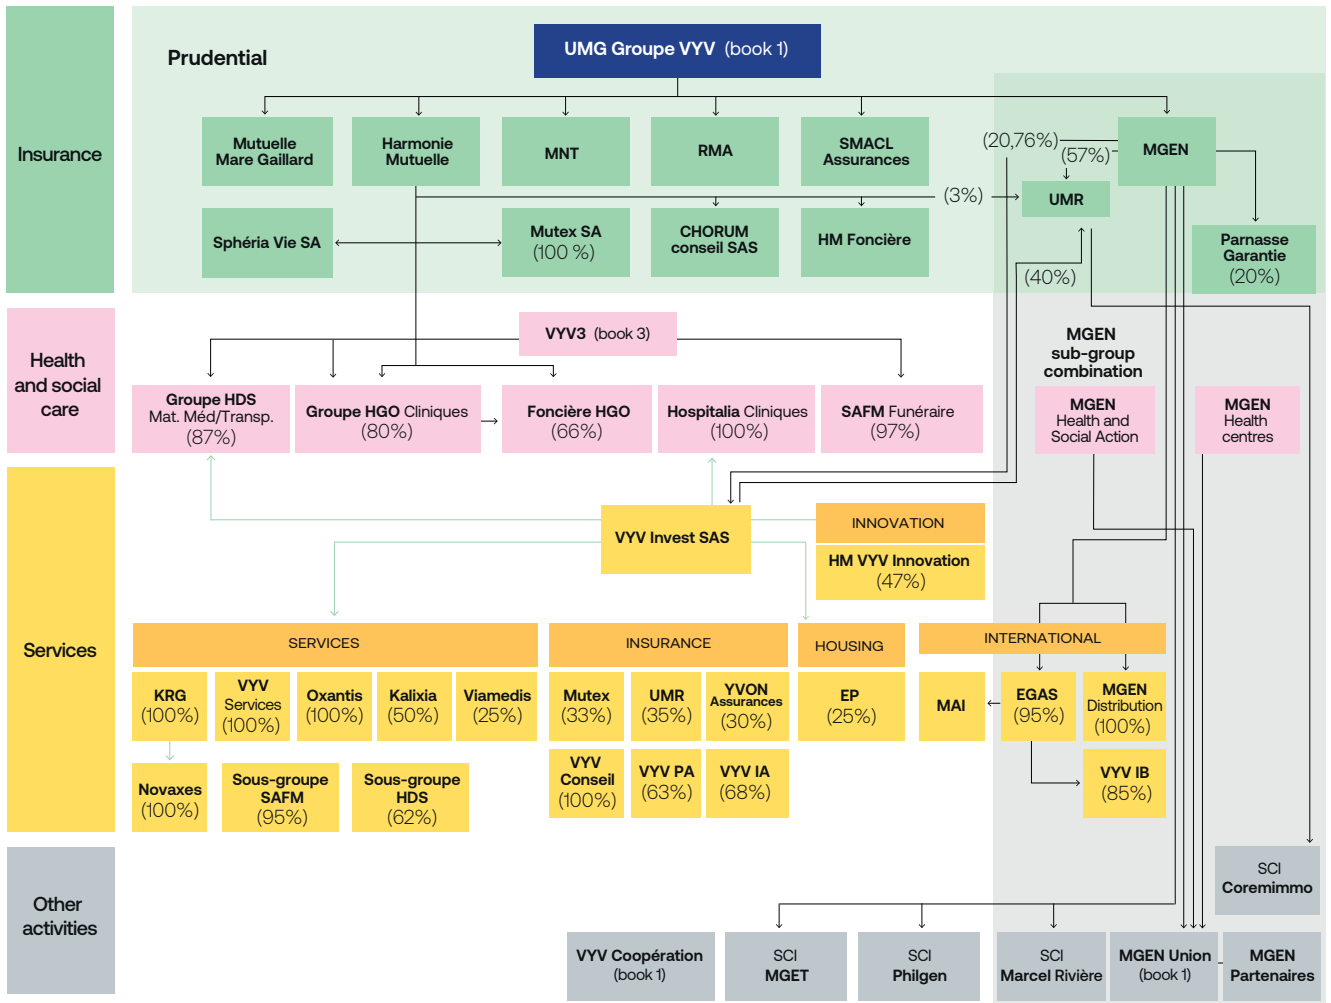 Insurance
Prudential
UMG Groupe VYV (book 1)
Mutuelle
Mare Gaillard
Harmonie
Mutuelle
MNT
RMA
SMACL
Assurances
(20,76%)
(57%)
MGEN
Sphéria Vie SA
Mutex SA
(100 %)
CHORUM
conseil SAS
HM Foncière
(3%)
UMR
(40%)
Parnasse
Garantie
(20%)
Health
and social
care
VYV3 (book 3)
MGEN
sub-group
combination
Groupe HDS
Mat. Méd/Transp.
(87%)
Groupe HGO Cliniques
(80%)
Foncière HGO
(66%)
Hospitalia Cliniques
(100%)
SAFM Funéraire
(97%)
MGEN
Health and
Social Action
MGEN
Health
centres
Services
VYV Invest SAS
INNOVATION
HM VYV Innovation
(47%)
SERVICES
INSURANCE
HOUSING
INTERNATIONAL
KRG
(100%)
VYV
Services
(100%)
Oxantis
(100%)
Kalixia
(50%)
Viamedis
(25%)
Mutex
(33%)
UMR
(35%)
YVON
Assurances
(30%)
EP
(25%)
MAI
EGAS
(95%)
MGEN
Distribution
(100%)
Novaxes
(100%)
Sous-groupe
SAFM
(95%)
Sous-groupe
HDS
(62%)
VYV
Conseil
(100%)
VYV PA
(63%)
VYV IA
(68%)
VYV IB
(85%)
Other
activities
SCI
Coremimmo
VYV Coopération
(book 1)
SCI
MGET
SCI
Philgen
SCI
Marcel Rivière
MGEN Union
(book 1)
MGEN
Partenaires